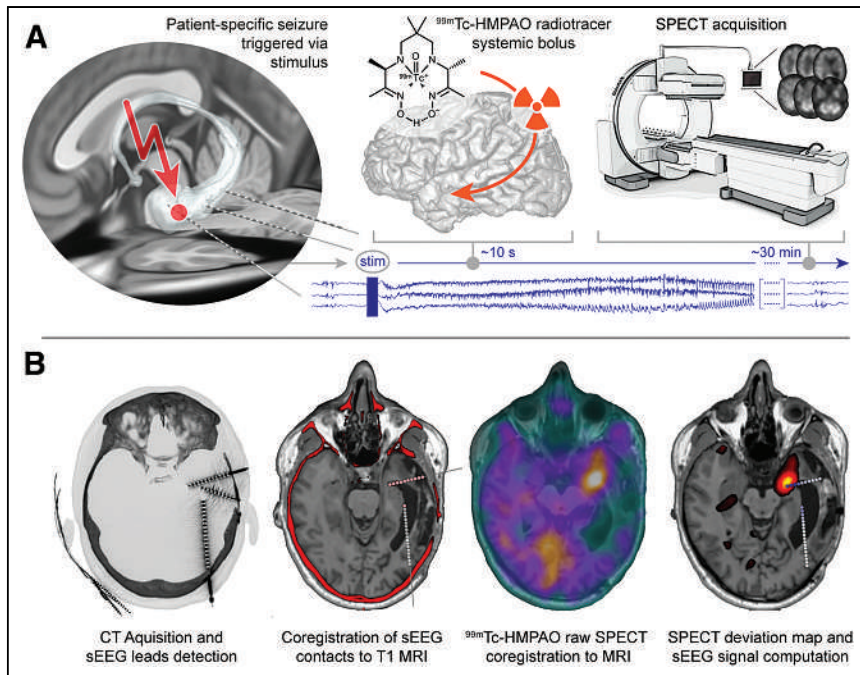 A
Patient-specific seizure
triggered via
stimulus
99mTc-HMPAO radiotracer
systemic bolus
SPECT acquisition
O
99mTc+
N
N
N
N
O
H
O-
stim
~10 s
~30 min
B
CT Aquisition and
sEEG leads detection
Coregistration of sEEG
contacts to T1 MRI
99mTc-HMPAO raw SPECT
coregistration to MRI
SPECT deviation map and
sEEG signal computation